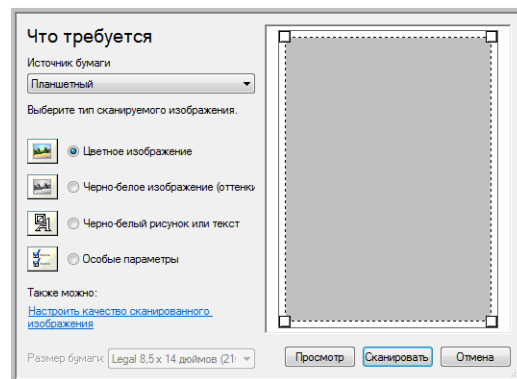 Что требуется
Источник бумаги
Планшетный
Выберите тип сканируемого изображения.
Цветное изображение
Черно-белое изображение (оттенки
Черно-белый рисунок или текст
Особые параметры
Также можно:
Настроить качество сканированного
изображения
Размер бумаги: Legal 8,5 x 14 дюймов (21
Просмотр Сканировать Отмена